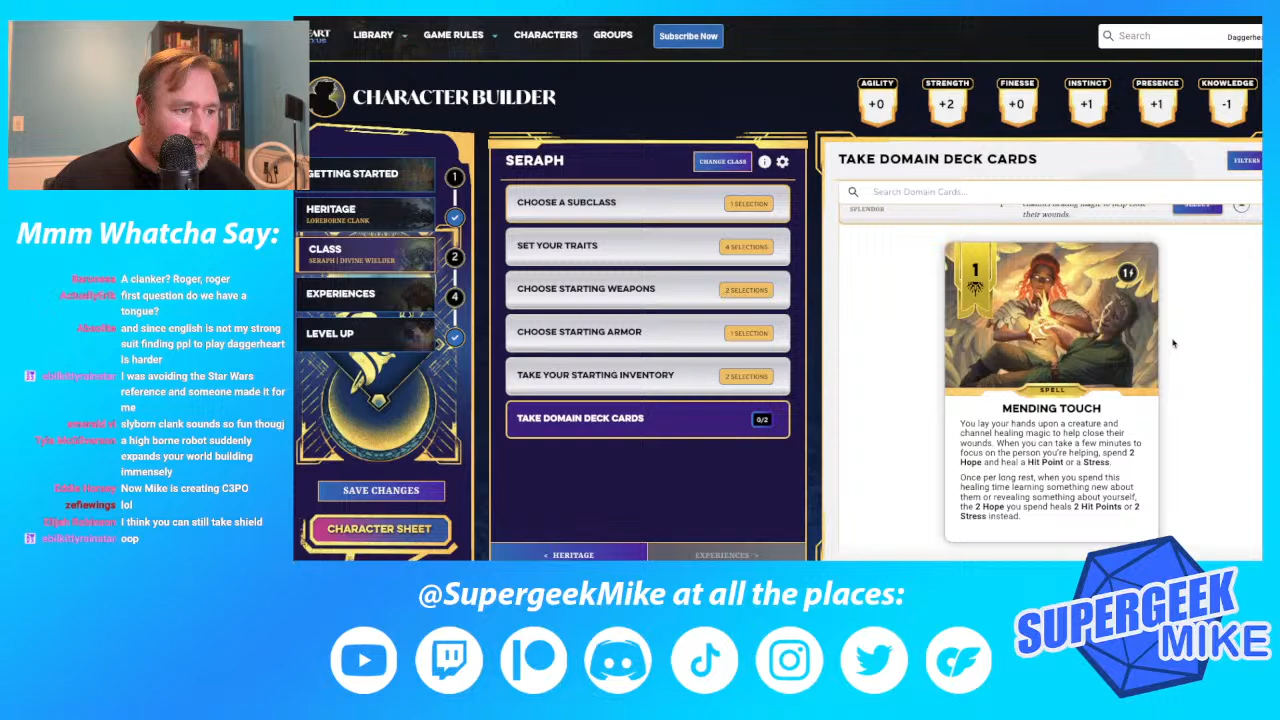 EART
LIBRARY
GAME RULES
CHARACTERS
GROUPS
Subscribe Now
Search
Daggerhe
CHARACTER BUILDER
AGILITY
+0
STRENGTH
+2
FINESSE
+0
INSTINCT
+1
PRESENCE
+1
KNOWLEDGE
-1
GETTING STARTED
1
HERITAGE
LOREBORNE CLANK
CLASS
SERAPH | DIVINE WIELDER
2
EXPERIENCES
4
LEVEL UP
SAVE CHANGES
CHARACTER SHEET
SERAPH
CHANGE CLASS
CHOOSE A SUBCLASS
1 SELECTION
SET YOUR TRAITS
4 SELECTIONS
CHOOSE STARTING WEAPONS
2 SELECTIONS
CHOOSE STARTING ARMOR
1 SELECTION
TAKE YOUR STARTING INVENTORY
2 SELECTIONS
TAKE DOMAIN DECK CARDS
0/2
< HERITAGE
EXPERIENCES >
TAKE DOMAIN DECK CARDS
FILTERS
Search Domain Cards...
SPLENDOR
their wounds.
1
1
SPELL
MENDING TOUCH
You lay your hands upon a creature and
channel healing magic to help close their
wounds. When you can take a few minutes to
focus on the person you're helping, spend 2
Hope and heal a Hit Point or a Stress.
Once per long rest, when you spend this
healing time learning something new about
them or revealing something about yourself,
the 2 Hope you spend heals 2 Hit Points or 2
Stress instead.
Mmm Whatcha Say:
A clanker? Roger, roger
first question do we have a
tongue?
and since english is not my strong
suit finding ppl to play daggerheart
is harder
ebilkittyrainstar I was avoiding the Star Wars
reference and someone made it for
me
slyborn clank sounds so fun thougj
a high borne robot suddenly
expands your world building
immensely
Now Mike is creating C3PO
zefiewings lol
I think you can still take shield
ebilkittyrainstar oop
@SupergeekMike at all the places:
SUPERGEEK
MIKE